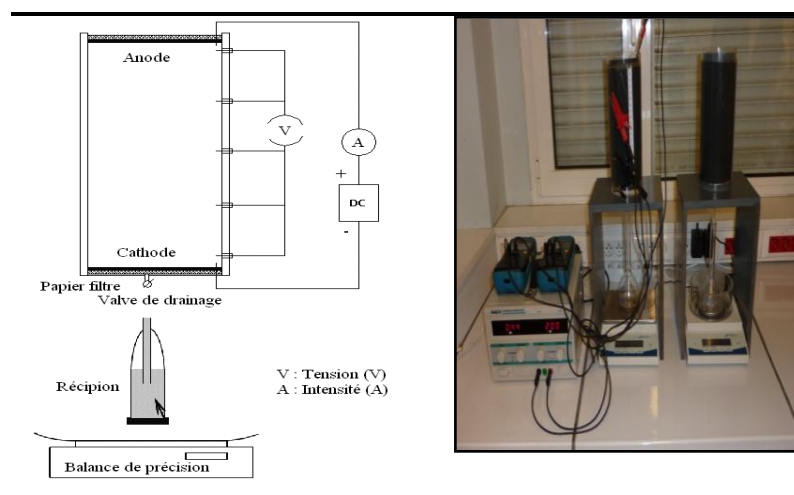 Anode
V
A
+
DC
-
Cathode
Papier filtre
Valve de drainage
Récipion
V : Tension (V)
A : Intensité (A)
Balance de précision